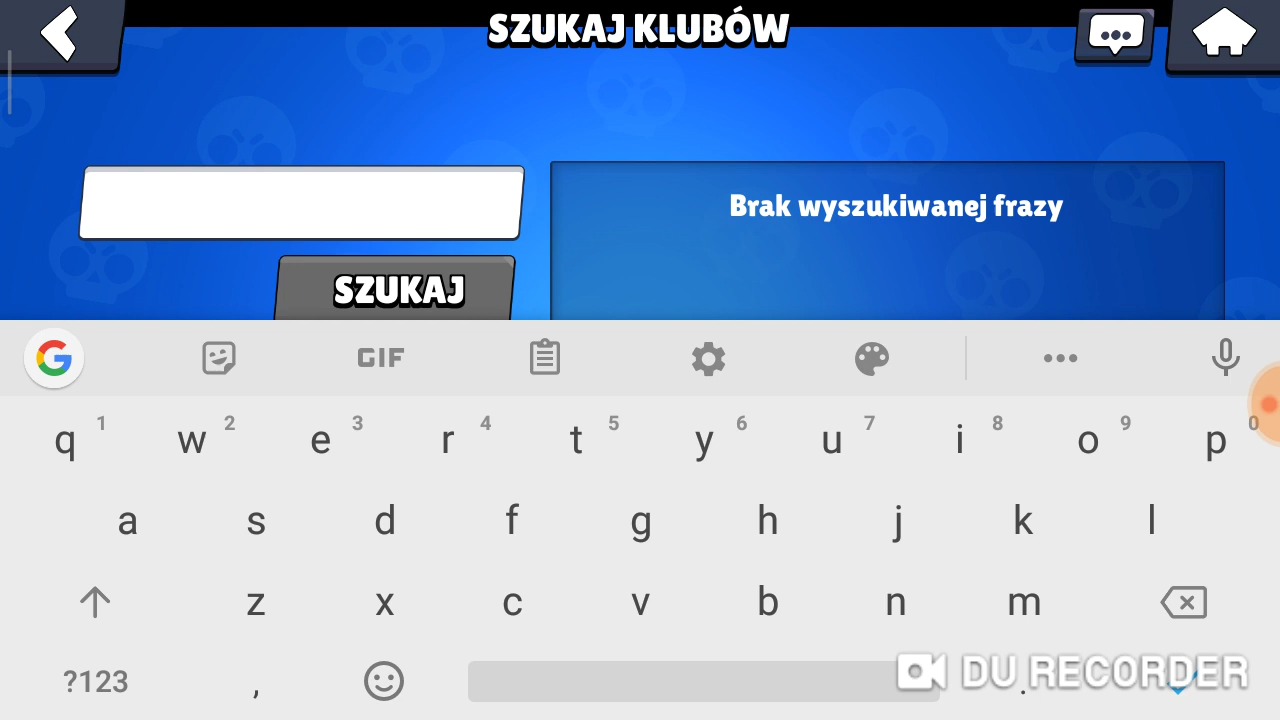 SZUKAJ KLUBÓW
Brak wyszukiwanej frazy
SZUKAJ
G GIF
q 1 w 2 e 3 r 4 t 5 y 6 u 7 i 8 o 9 p 0
a s d f g h j k l
z x c v b n m
?123 , .
DU RECORDER